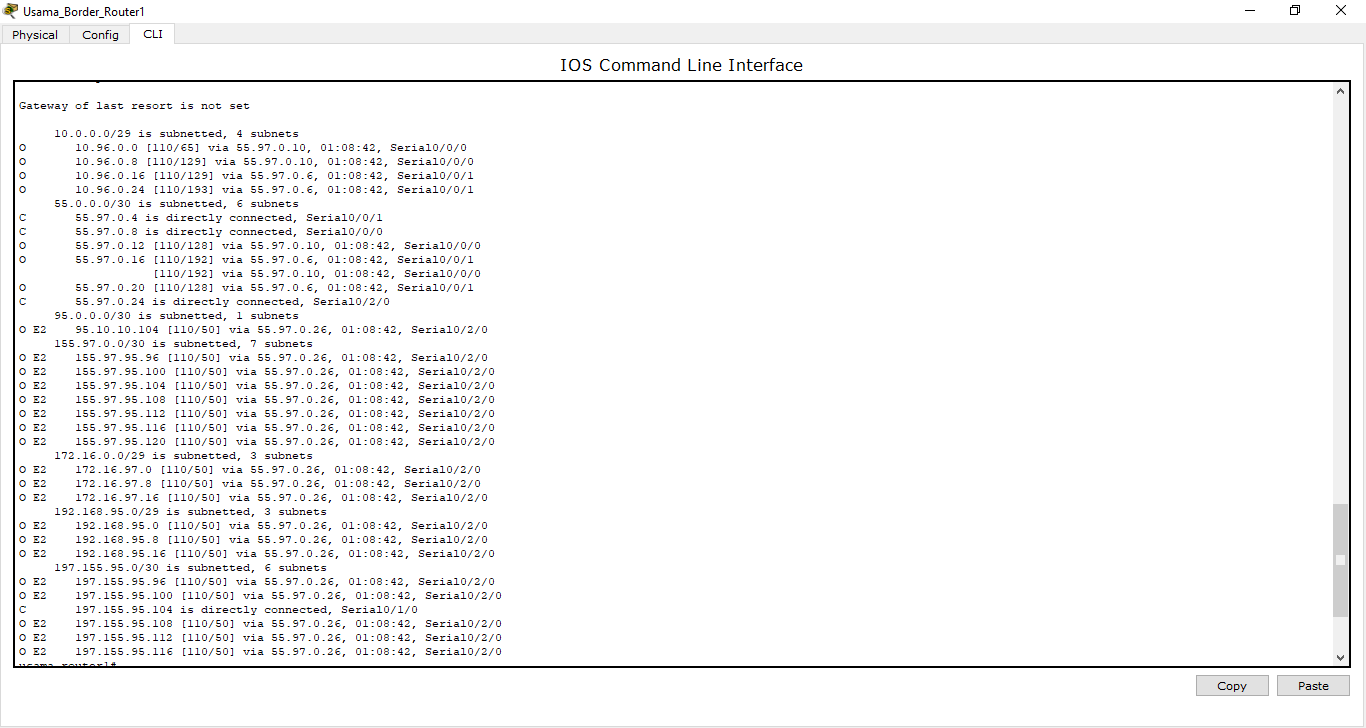 Usama_Border_Router1
Physical Config CLI
IOS Command Line Interface
Gateway of last resort is not set
     10.0.0.0/29 is subnetted, 4 subnets
O       10.96.0.0 [110/65] via 55.97.0.10, 01:08:42, Serial0/0/0
O       10.96.0.8 [110/129] via 55.97.0.10, 01:08:42, Serial0/0/0
O       10.96.0.16 [110/129] via 55.97.0.6, 01:08:42, Serial0/0/1
O       10.96.0.24 [110/193] via 55.97.0.6, 01:08:42, Serial0/0/1
     55.0.0.0/30 is subnetted, 6 subnets
C       55.97.0.4 is directly connected, Serial0/0/1
C       55.97.0.8 is directly connected, Serial0/0/0
O       55.97.0.12 [110/128] via 55.97.0.10, 01:08:42, Serial0/0/0
O       55.97.0.16 [110/192] via 55.97.0.6, 01:08:42, Serial0/0/1
                   [110/192] via 55.97.0.10, 01:08:42, Serial0/0/0
O       55.97.0.20 [110/128] via 55.97.0.6, 01:08:42, Serial0/0/1
C       55.97.0.24 is directly connected, Serial0/2/0
     95.0.0.0/30 is subnetted, 1 subnets
O E2    95.10.10.104 [110/50] via 55.97.0.26, 01:08:42, Serial0/2/0
     155.97.0.0/30 is subnetted, 7 subnets
O E2    155.97.95.96 [110/50] via 55.97.0.26, 01:08:42, Serial0/2/0
O E2    155.97.95.100 [110/50] via 55.97.0.26, 01:08:42, Serial0/2/0
O E2    155.97.95.104 [110/50] via 55.97.0.26, 01:08:42, Serial0/2/0
O E2    155.97.95.108 [110/50] via 55.97.0.26, 01:08:42, Serial0/2/0
O E2    155.97.95.112 [110/50] via 55.97.0.26, 01:08:42, Serial0/2/0
O E2    155.97.95.116 [110/50] via 55.97.0.26, 01:08:42, Serial0/2/0
O E2    155.97.95.120 [110/50] via 55.97.0.26, 01:08:42, Serial0/2/0
     172.16.0.0/29 is subnetted, 3 subnets
O E2    172.16.97.0 [110/50] via 55.97.0.26, 01:08:42, Serial0/2/0
O E2    172.16.97.8 [110/50] via 55.97.0.26, 01:08:42, Serial0/2/0
O E2    172.16.97.16 [110/50] via 55.97.0.26, 01:08:42, Serial0/2/0
     192.168.95.0/29 is subnetted, 3 subnets
O E2    192.168.95.0 [110/50] via 55.97.0.26, 01:08:42, Serial0/2/0
O E2    192.168.95.8 [110/50] via 55.97.0.26, 01:08:42, Serial0/2/0
O E2    192.168.95.16 [110/50] via 55.97.0.26, 01:08:42, Serial0/2/0
     197.155.95.0/30 is subnetted, 6 subnets
O E2    197.155.95.96 [110/50] via 55.97.0.26, 01:08:42, Serial0/2/0
O E2    197.155.95.100 [110/50] via 55.97.0.26, 01:08:42, Serial0/2/0
C       197.155.95.104 is directly connected, Serial0/1/0
O E2    197.155.95.108 [110/50] via 55.97.0.26, 01:08:42, Serial0/2/0
O E2    197.155.95.112 [110/50] via 55.97.0.26, 01:08:42, Serial0/2/0
O E2    197.155.95.116 [110/50] via 55.97.0.26, 01:08:42, Serial0/2/0
usama_router1#
Copy Paste